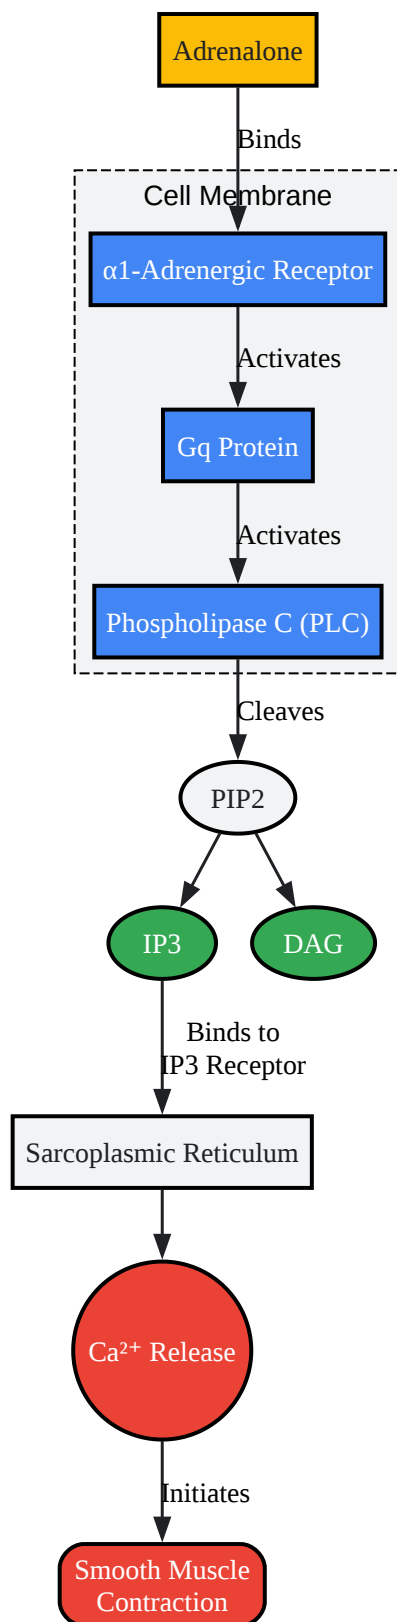 Adrenalone
Binds
Cell Membrane
α1-Adrenergic Receptor
Activates
Gq Protein
Activates
Phospholipase C (PLC)
Cleaves
PIP2
IP3
DAG
Binds to
IP3 Receptor
Sarcoplasmic Reticulum
Ca²⁺ Release
Initiates
Smooth Muscle
Contraction